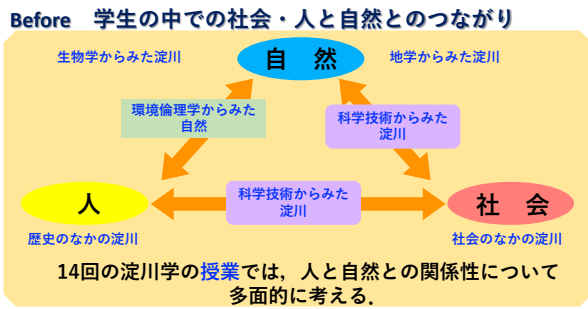 Before 学生の中での社会・人と自然とのつながり
生物学からみた淀川
自 然
地学からみた淀川
環境倫理学からみた
自然
科学技術からみた
淀川
人
科学技術からみた
淀川
社 会
歴史のなかの淀川
社会のなかの淀川
14回の淀川学の授業では，人と自然との関係性について
多面的に考える．